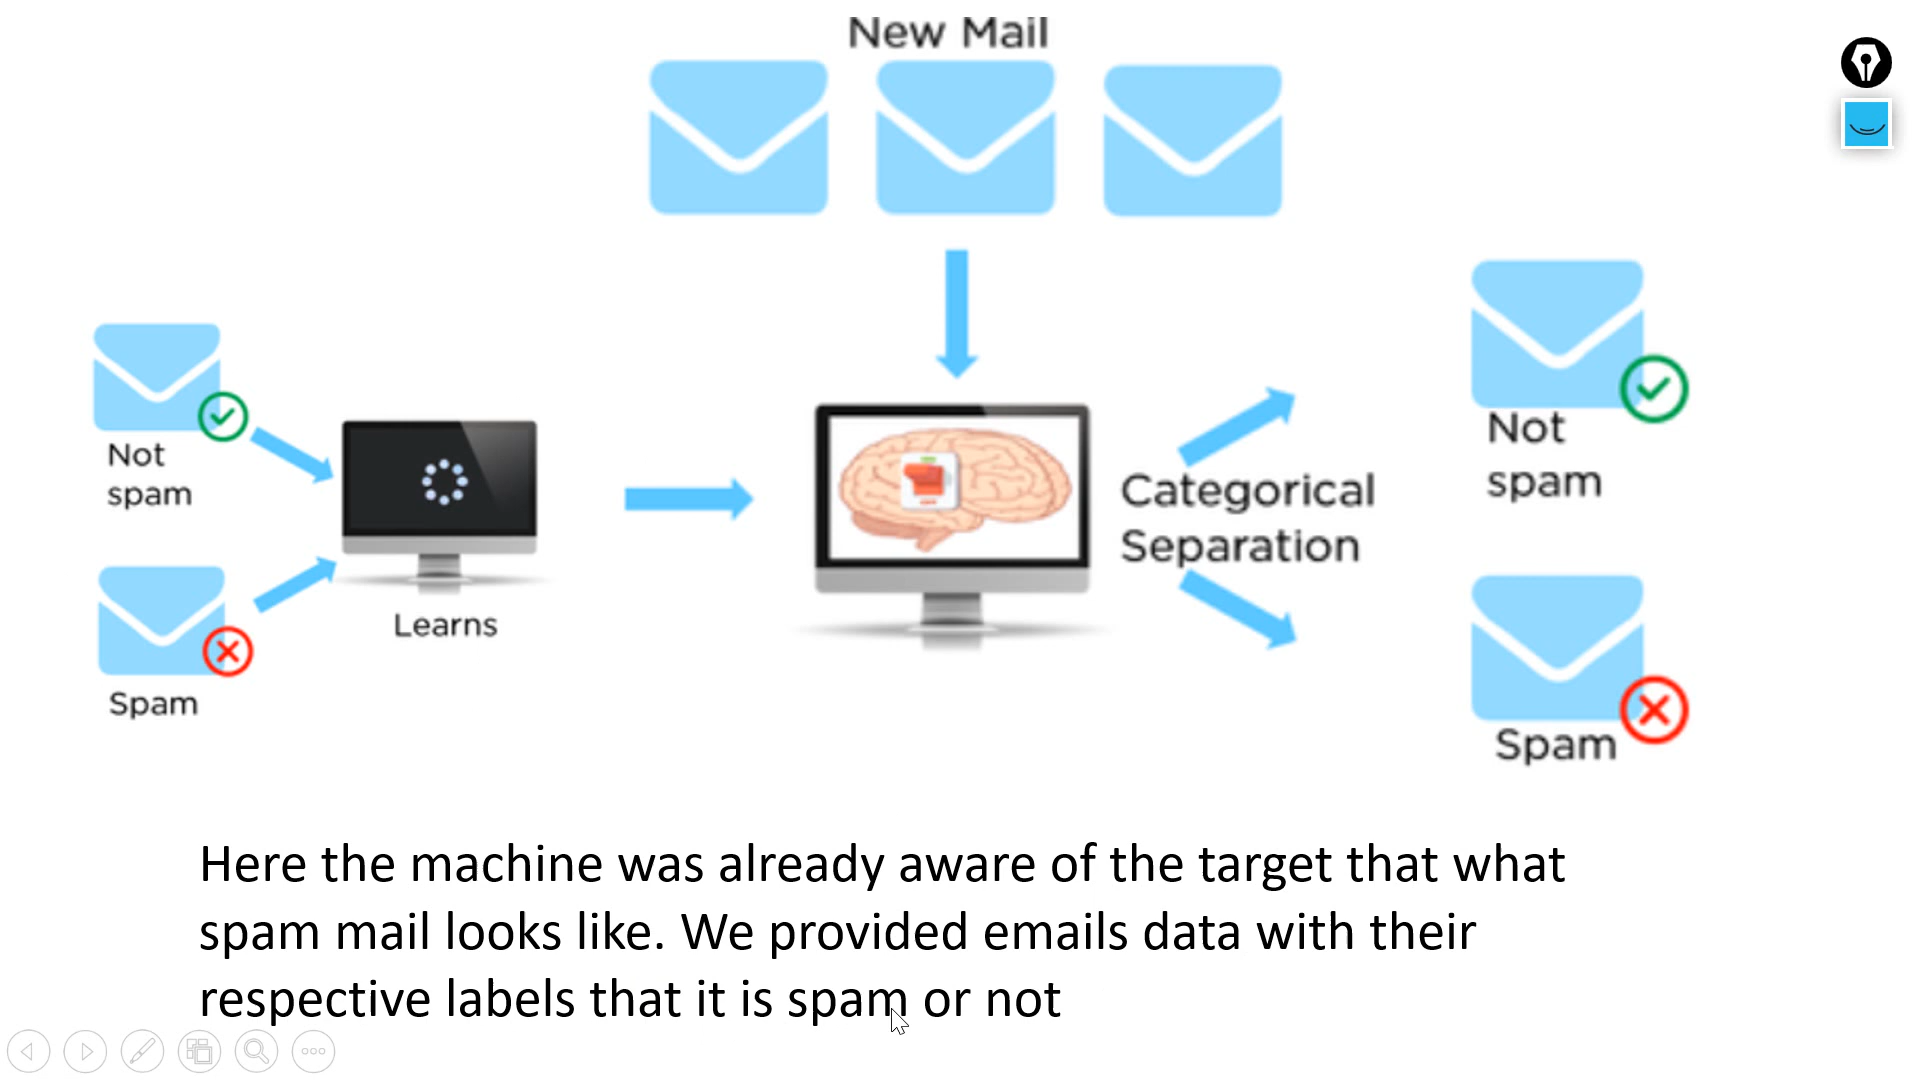 New Mail
Not
spam
Spam
Learns
Categorical
Separation
Not
spam
Spam
Here the machine was already aware of the target that what
spam mail looks like. We provided emails data with their
respective labels that it is spam or not